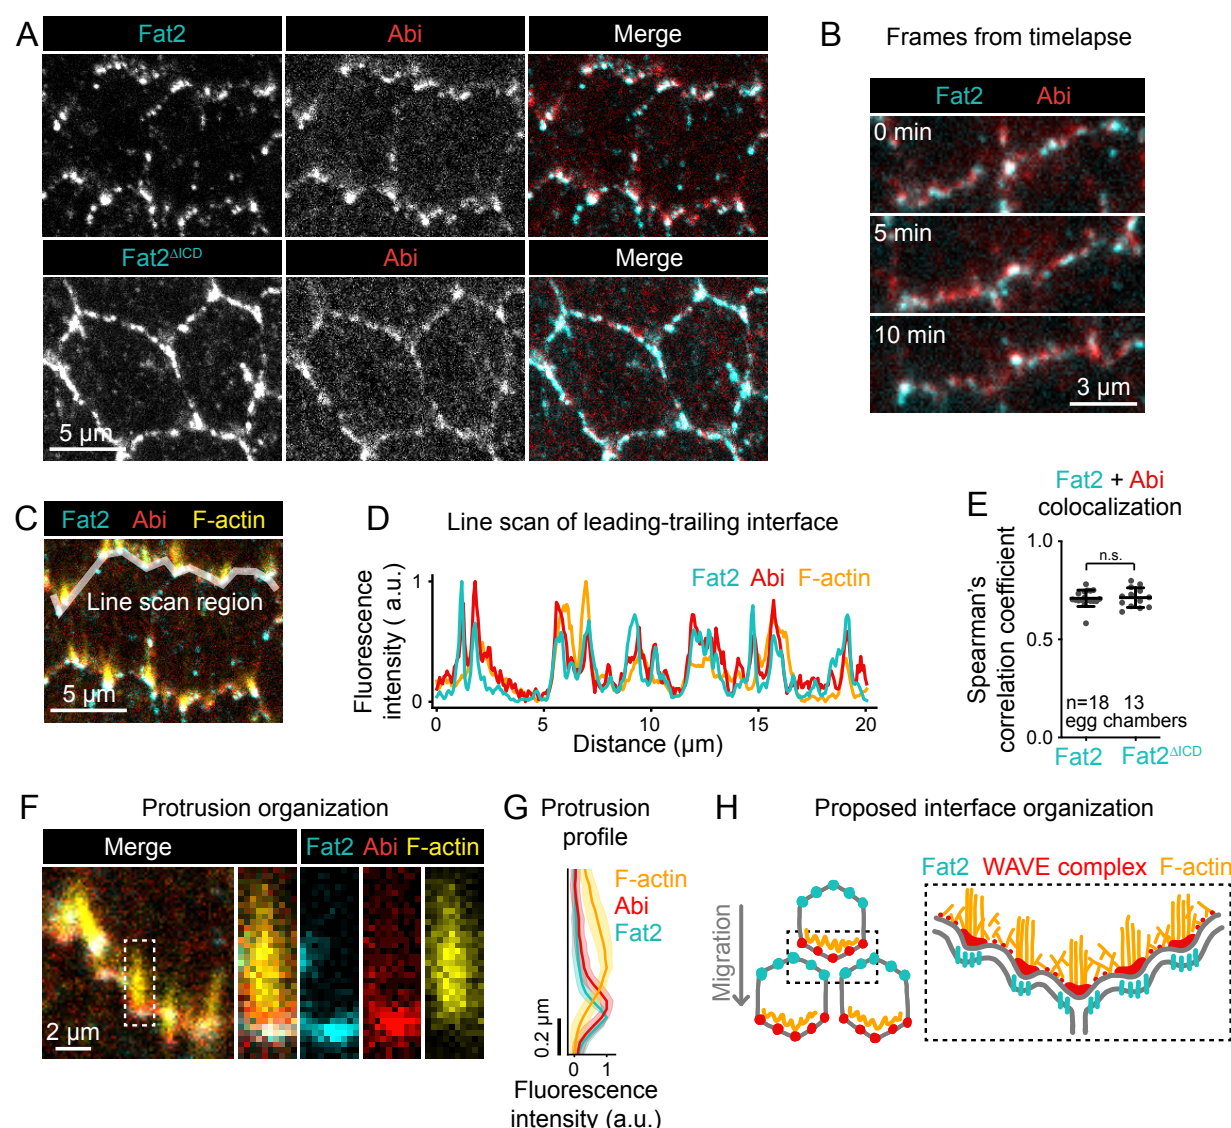 A
Fat2
Abi
Merge
Fat2ΔICD
Abi
Merge
5 μm
B
Frames from timelapse
Fat2
Abi
0 min
5 min
10 min
3 μm
C
Fat2 Abi F-actin
Line scan region
5 μm
D
Line scan of leading-trailing interface
Fat2 Abi F-actin
Fluorescence
intensity ( a.u.)
1
0
0
5
10
15
20
Distance (μm)
E
Fat2 + Abi
colocalization
Spearman's
correlation coefficient
1.0
0.5
0.0
n.s.
n=18 13
egg chambers
Fat2
Fat2ΔICD
F
Protrusion organization
Merge
Fat2 Abi F-actin
2 μm
G
Protrusion
profile
F-actin
Abi
Fat2
0.2 μm
0 1
Fluorescence
intensity (a.u.)
H
Proposed interface organization
Migration
Fat2 WAVE complex F-actin